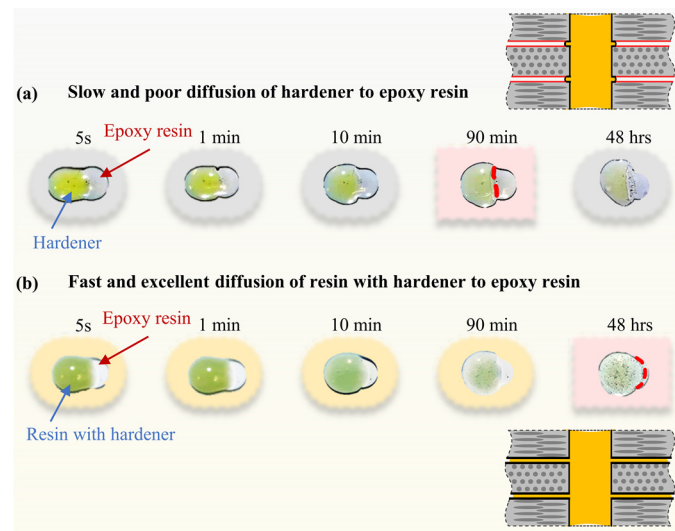 (a) Slow and poor diffusion of hardener to epoxy resin
5s Epoxy resin 1 min 10 min 90 min 48 hrs
Hardener
(b) Fast and excellent diffusion of resin with hardener to epoxy resin
5s Epoxy resin 1 min 10 min 90 min 48 hrs
Resin with hardener